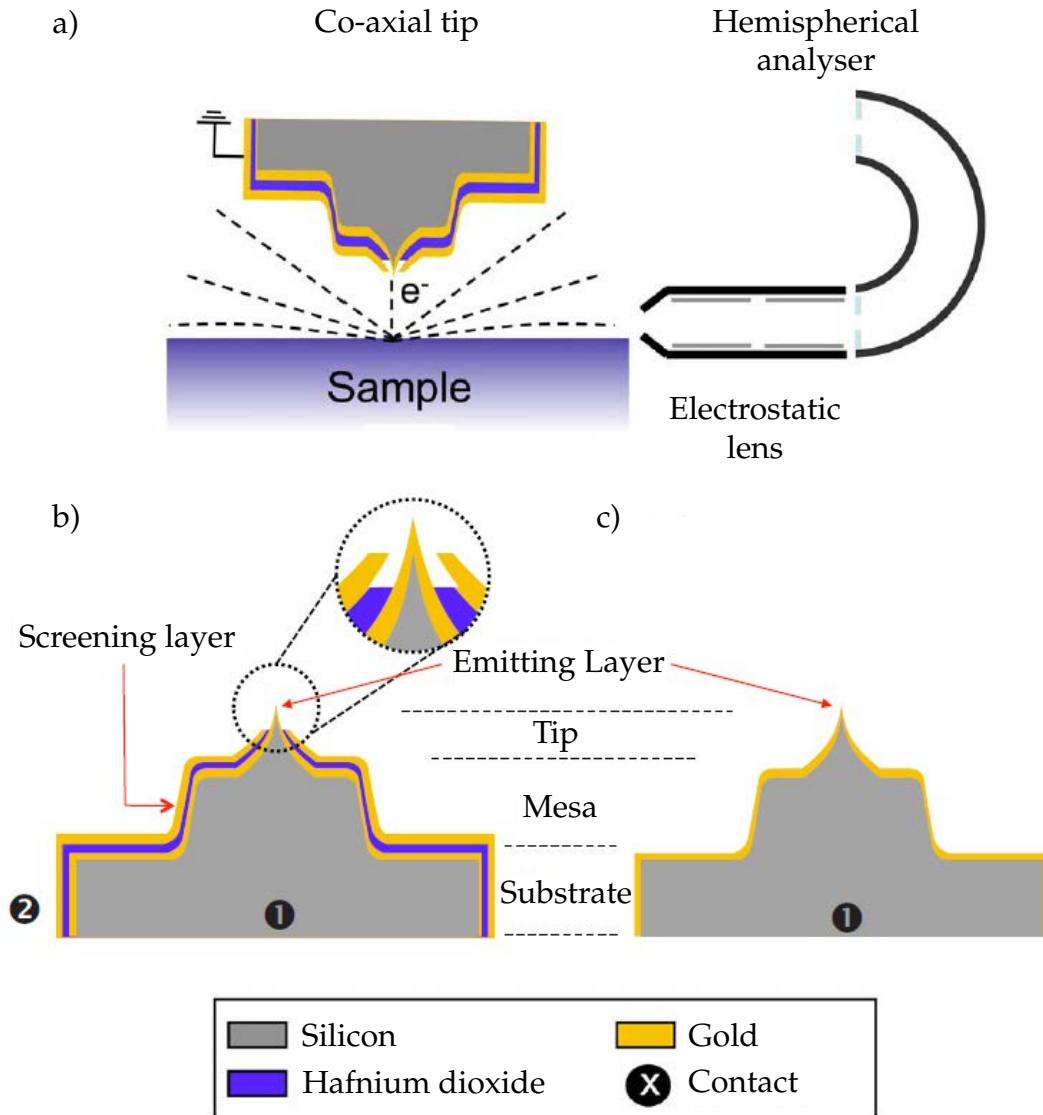 a)
Co-axial tip
Hemispherical
analyser
e-
Sample
Electrostatic
lens
b)
c)
Screening layer
Emitting Layer
Tip
Mesa
Substrate
2
1
1
Silicon
Gold
Hafnium dioxide
X
Contact